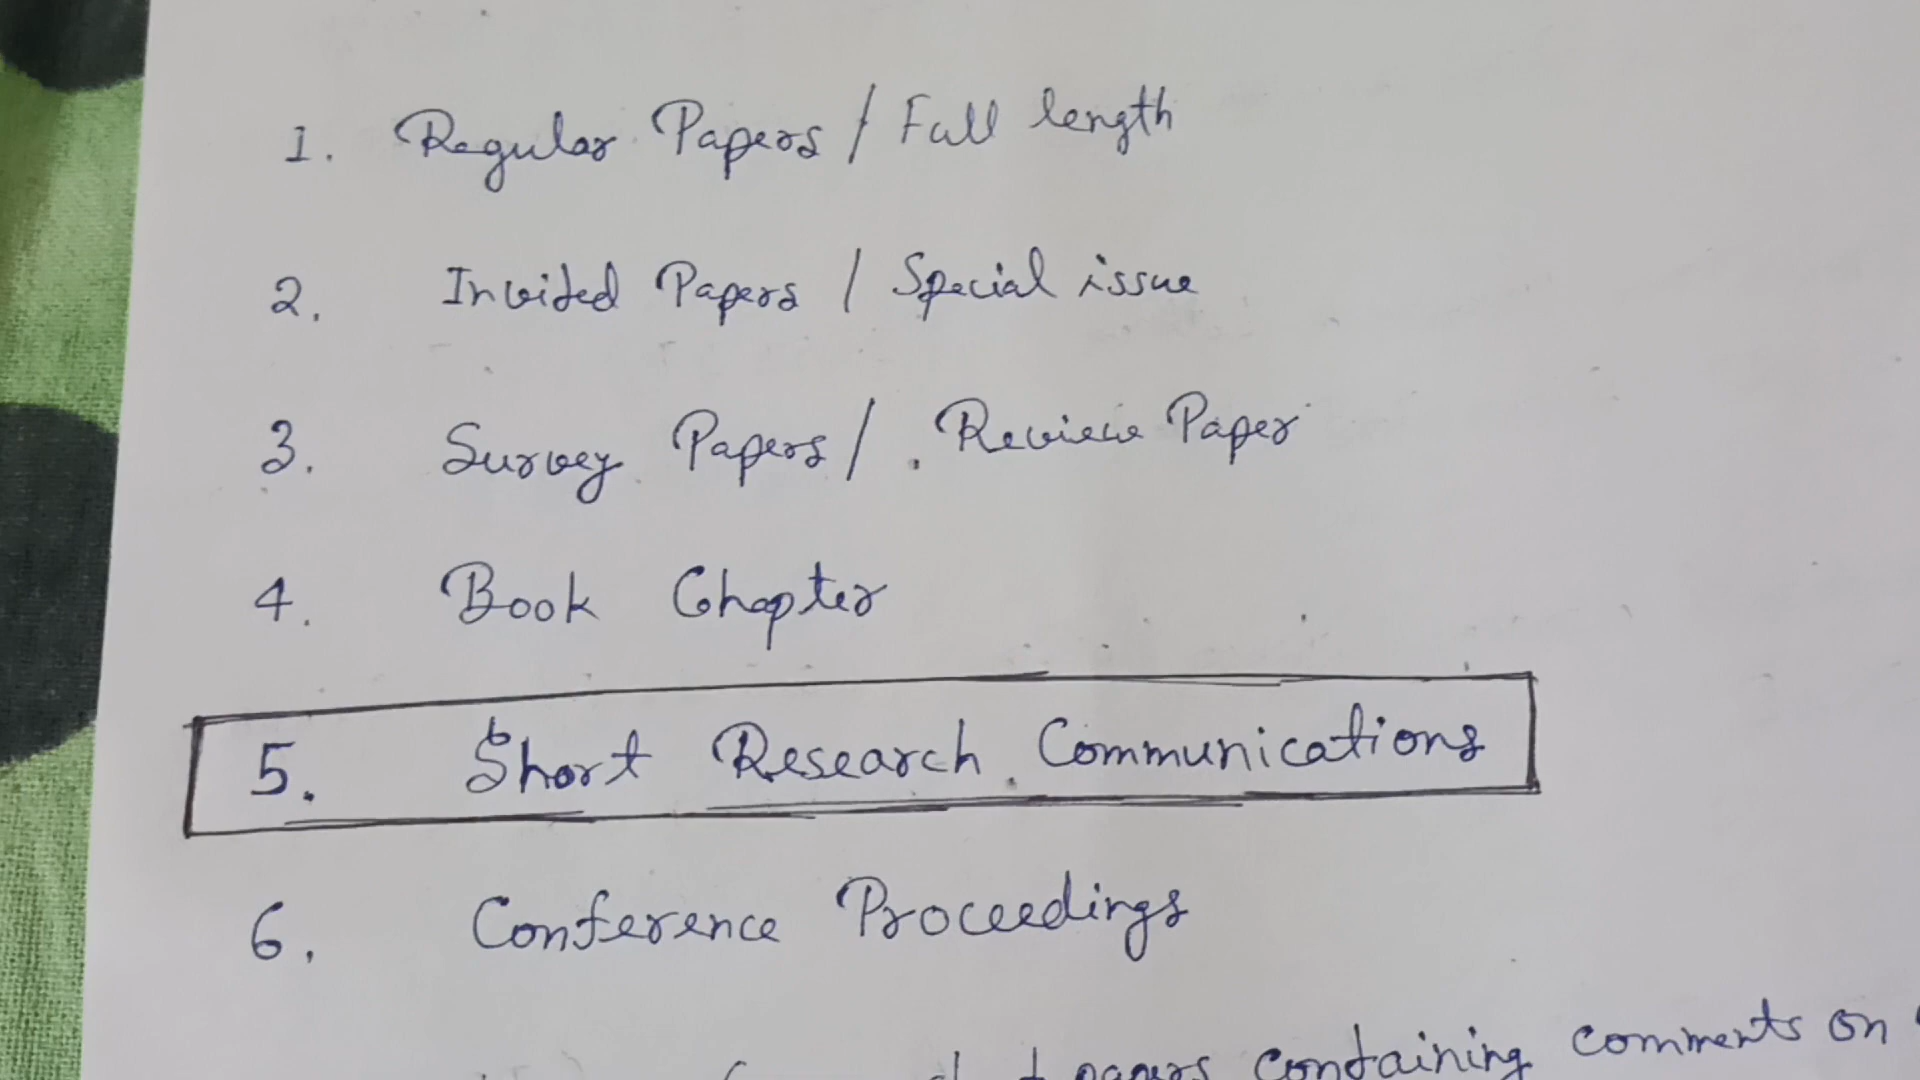 1. Regular Papers / Full length
2. Invited Papers / Special issue
3. Survey Papers / Review Paper
4. Book Chapter
5. Short Research Communications
6. Conference Proceedings
papers containing comments on